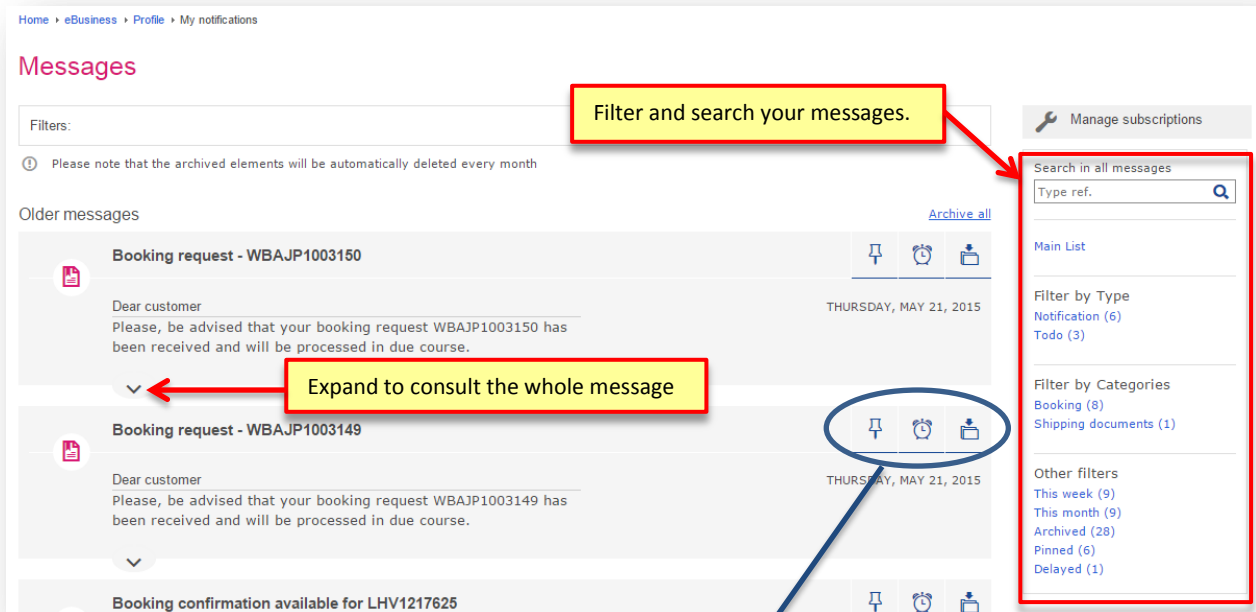 Home › eBusiness › Profile › My notifications
Messages
Filter and search your messages.
Filters:
Manage subscriptions
Please note that the archived elements will be automatically deleted every month
Search in all messages
Type ref.
Older messages
Archive all
Main List
Booking request - WBAJP1003150
Dear customer
THURSDAY, MAY 21, 2015
Please, be advised that your booking request WBAJP1003150 has
been received and will be processed in due course.
Filter by Type
Notification (6)
Todo (3)
Expand to consult the whole message
Filter by Categories
Booking (8)
Shipping documents (1)
Booking request - WBAJP1003149
Dear customer
THURSDAY, MAY 21, 2015
Please, be advised that your booking request WBAJP1003149 has
been received and will be processed in due course.
Other filters
This week (9)
This month (9)
Archived (28)
Pinned (6)
Delayed (1)
Booking confirmation available for LHV1217625